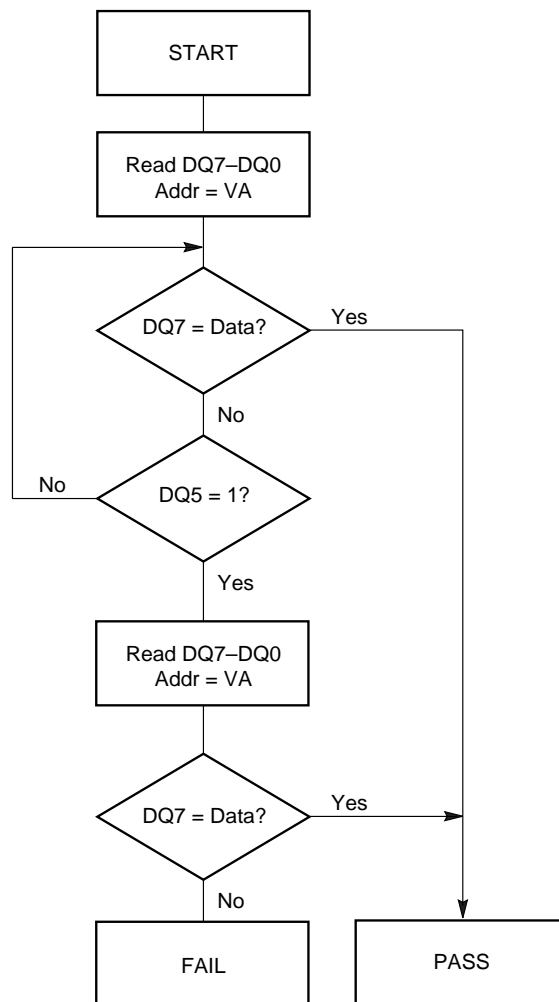 START
Read DQ7–DQ0
Addr = VA
DQ7 = Data?
Yes
No
No
DQ5 = 1?
Yes
Read DQ7–DQ0
Addr = VA
DQ7 = Data?
Yes
No
FAIL
PASS